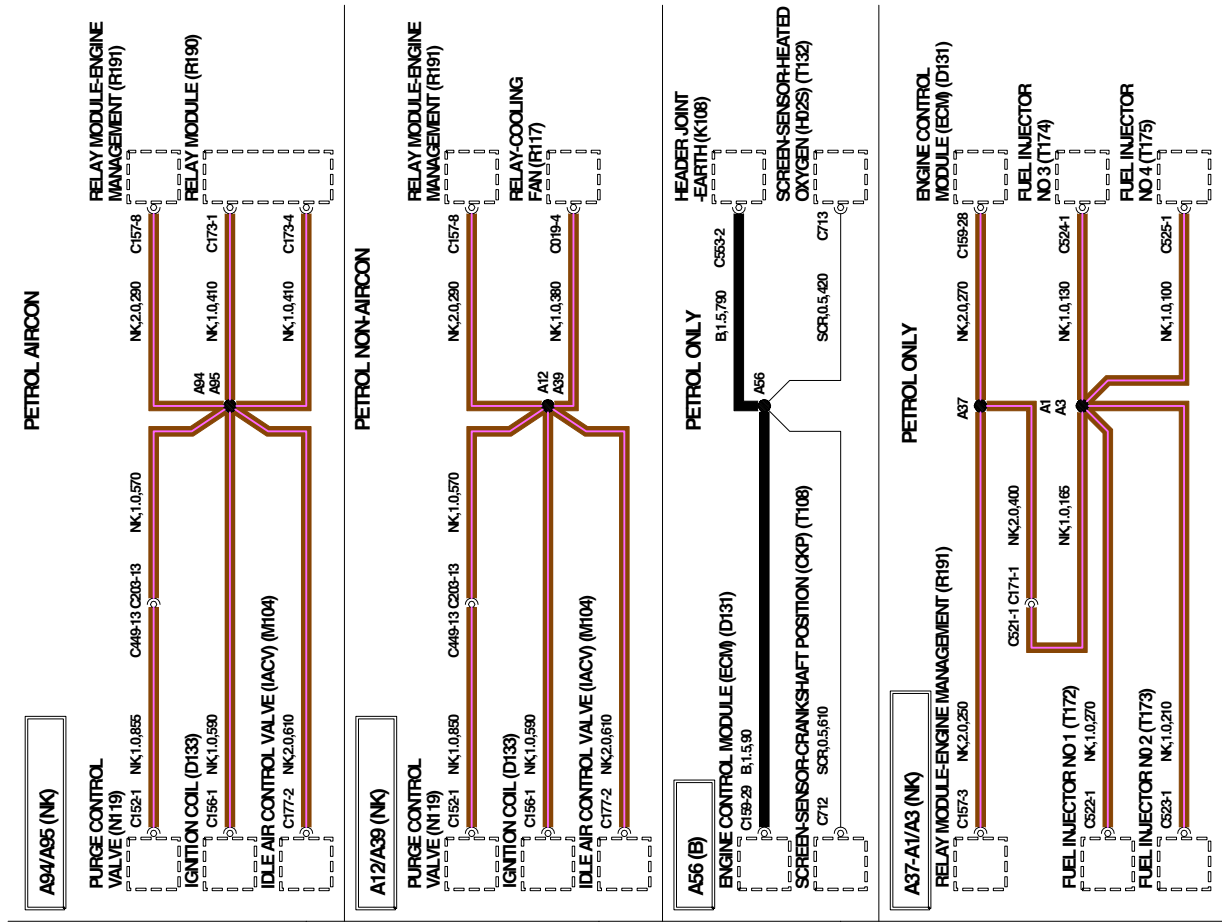 PETROL AIRCON
A94/A95 (NK)
PURGE CONTROL
VALVE (N119)
C152-1
NK,1.0,855
C449-13
C203-13
NK,1.0,570
IGNITION COIL (D133)
C156-1
NK,1.0,590
IDLE AIR CONTROL VALVE (IACV) (M104)
C177-2
NK,2.0,610
A94
A95
NK,2.0,290
C157-8
RELAY MODULE-ENGINE
MANAGEMENT (R191)
NK,1.0,410
C173-1
RELAY MODULE (R190)
NK,1.0,410
C173-4
PETROL NON-AIRCON
A12/A39 (NK)
PURGE CONTROL
VALVE (N119)
C152-1
NK,1.0,850
C449-13
C203-13
NK,1.0,570
IGNITION COIL (D133)
C156-1
NK,1.0,590
IDLE AIR CONTROL VALVE (IACV) (M104)
C177-2
NK,2.0,610
A12
A39
NK,2.0,290
C157-8
RELAY MODULE-ENGINE
MANAGEMENT (R191)
NK,1.0,380
C019-4
RELAY-COOLING
FAN (R117)
PETROL ONLY
A56 (B)
ENGINE CONTROL MODULE (ECM) (D131)
C159-29
B,1.5,90
SCREEN-SENSOR-CRANKSHAFT POSITION (CKP) (T108)
C712
SCR,0.5,610
A56
B,1.5,790
C553-2
HEADER JOINT
-EARTH (K108)
SCR,0.5,420
C713
SCREEN-SENSOR-HEATED
OXYGEN (H02S) (T132)
PETROL ONLY
A37-A1/A3 (NK)
RELAY MODULE-ENGINE MANAGEMENT (R191)
C157-3
NK,2.0,250
C521-1
C171-1
NK,2.0,400
NK,1.0,165
FUEL INJECTOR NO 1 (T172)
C522-1
NK,1.0,270
FUEL INJECTOR NO 2 (T173)
C523-1
NK,1.0,210
A37
A1
A3
NK,2.0,270
C159-28
ENGINE CONTROL
MODULE (ECM) (D131)
NK,1.0,130
C524-1
FUEL INJECTOR
NO 3 (T174)
NK,1.0,100
C525-1
FUEL INJECTOR
NO 4 (T175)